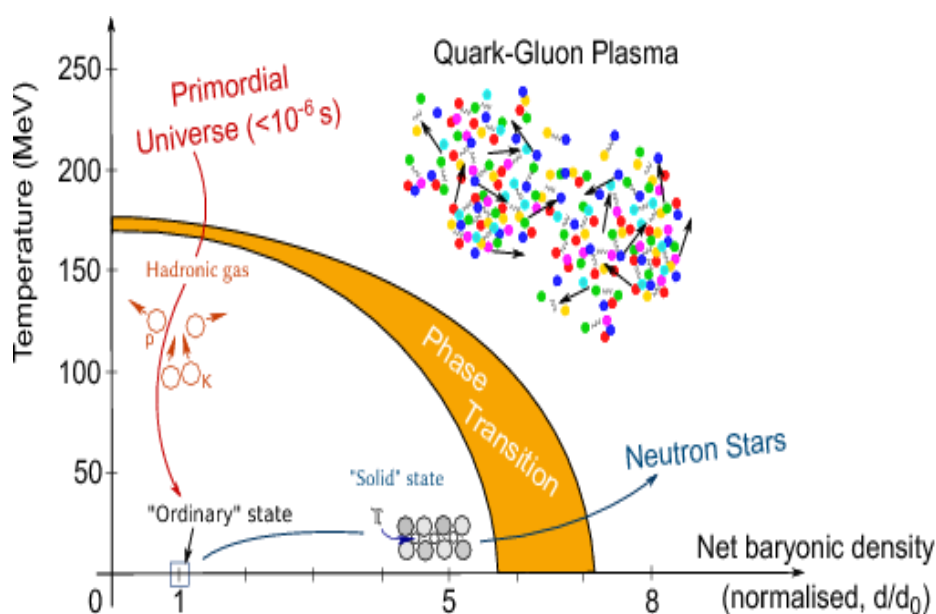 Temperature (MeV)
250
200
150
100
50
0
1
5
8
Quark-Gluon Plasma
Primordial
Universe (<10⁻⁶ s)
Hadronic gas
p
K
Phase
Transition
"Solid" state
π
Neutron Stars
"Ordinary" state
Net baryonic density
(normalised, d/d₀)